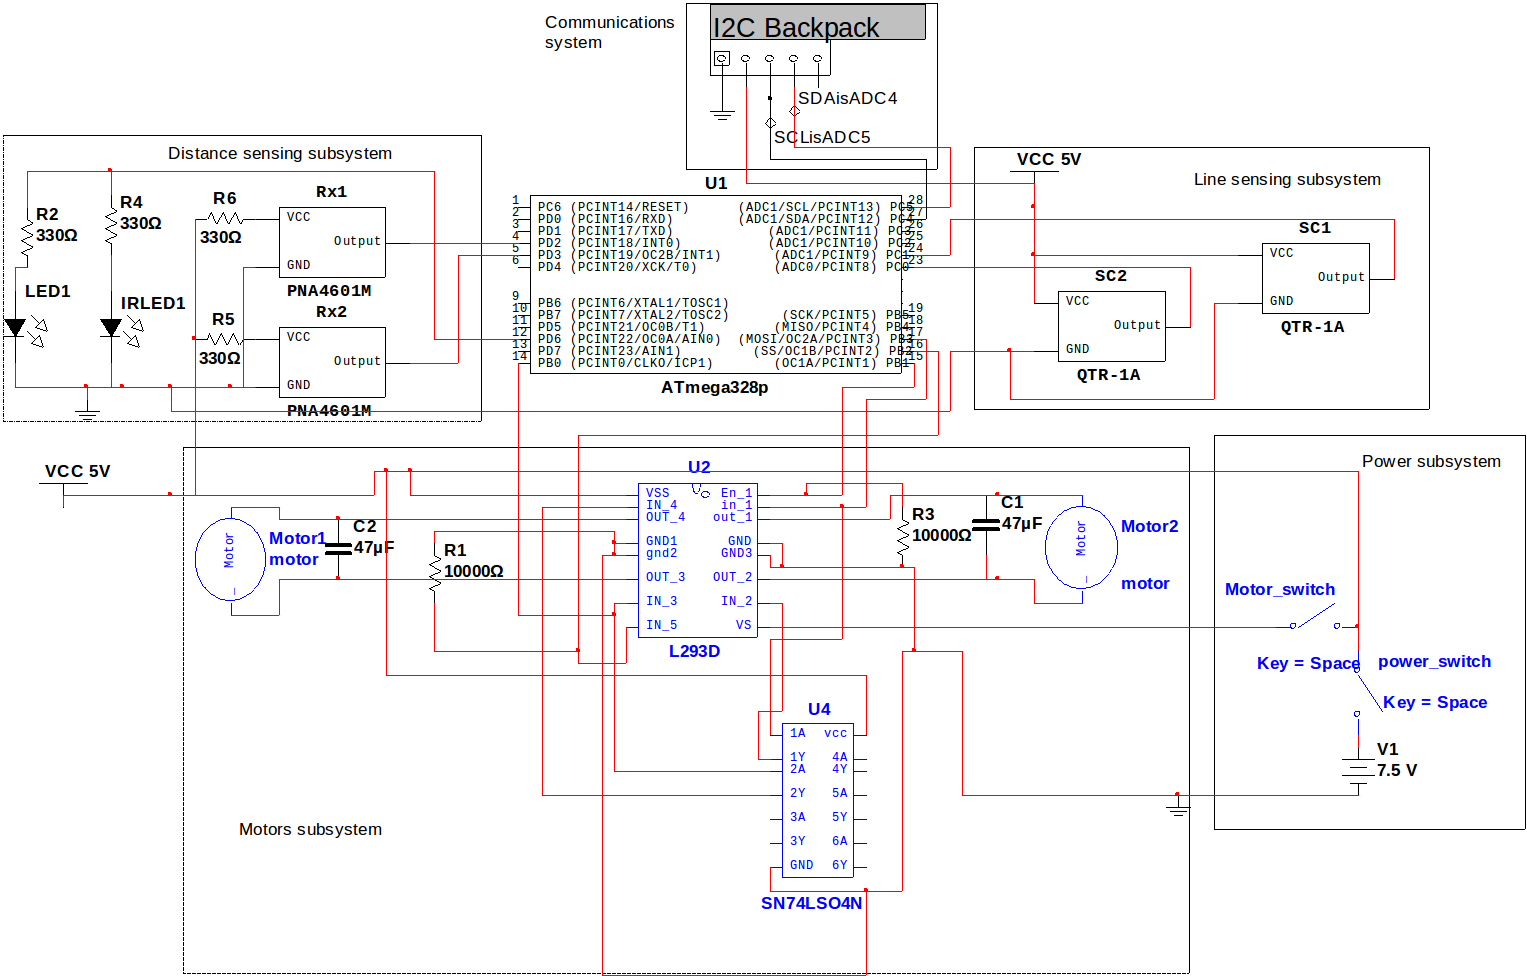 Communications
system
I2C Backpack
SDAisADC4
SCLisADC5
Distance sensing subsystem
R2
330Ω
R4
330Ω
R6
330Ω
Rx1
VCC
Output
GND
PNA4601M
LED1
IRLED1
R5
330Ω
Rx2
VCC
Output
GND
PNA4601M
U1
1 PC6 (PCINT14/RESET)
2 PD0 (PCINT16/RXD)
3 PD1 (PCINT17/TXD)
4 PD2 (PCINT18/INT0)
5 PD3 (PCINT19/OC2B/INT1)
6 PD4 (PCINT20/XCK/T0)
9 PB6 (PCINT6/XTAL1/TOSC1)
10 PB7 (PCINT7/XTAL2/TOSC2)
11 PD5 (PCINT21/OC0B/T1)
12 PD6 (PCINT22/OC0A/AIN0)
13 PD7 (PCINT23/AIN1)
14 PB0 (PCINT0/CLKO/ICP1)
(ADC1/SCL/PCINT13) PC5 28
(ADC1/SDA/PCINT12) PC4 27
(ADC1/PCINT11) PC3 26
(ADC1/PCINT10) PC2 25
(ADC1/PCINT9) PC1 24
(ADC0/PCINT8) PC0 23
(SCK/PCINT5) PB5 19
(MISO/PCINT4) PB4 18
(MOSI/OC2A/PCINT3) PB3 17
(SS/OC1B/PCINT2) PB2 16
(OC1A/PCINT1) PB1 15
ATmega328p
VCC 5V
Line sensing subsystem
SC1
VCC
Output
GND
QTR-1A
SC2
VCC
Output
GND
QTR-1A
VCC 5V
Motor
Motor1
motor
C2
47µF
R1
10000Ω
U2
VSS
IN_4
OUT_4
GND1
gnd2
OUT_3
IN_3
IN_5
En_1
in_1
out_1
GND
GND3
OUT_2
IN_2
VS
L293D
R3
10000Ω
C1
47µF
Motor
Motor2
motor
Power subsystem
Motor_switch
Key = Space
power_switch
Key = Space
V1
7.5 V
U4
1A
1Y
2A
2Y
3A
3Y
GND
vcc
4A
4Y
5A
5Y
6A
6Y
SN74LSO4N
Motors subsystem